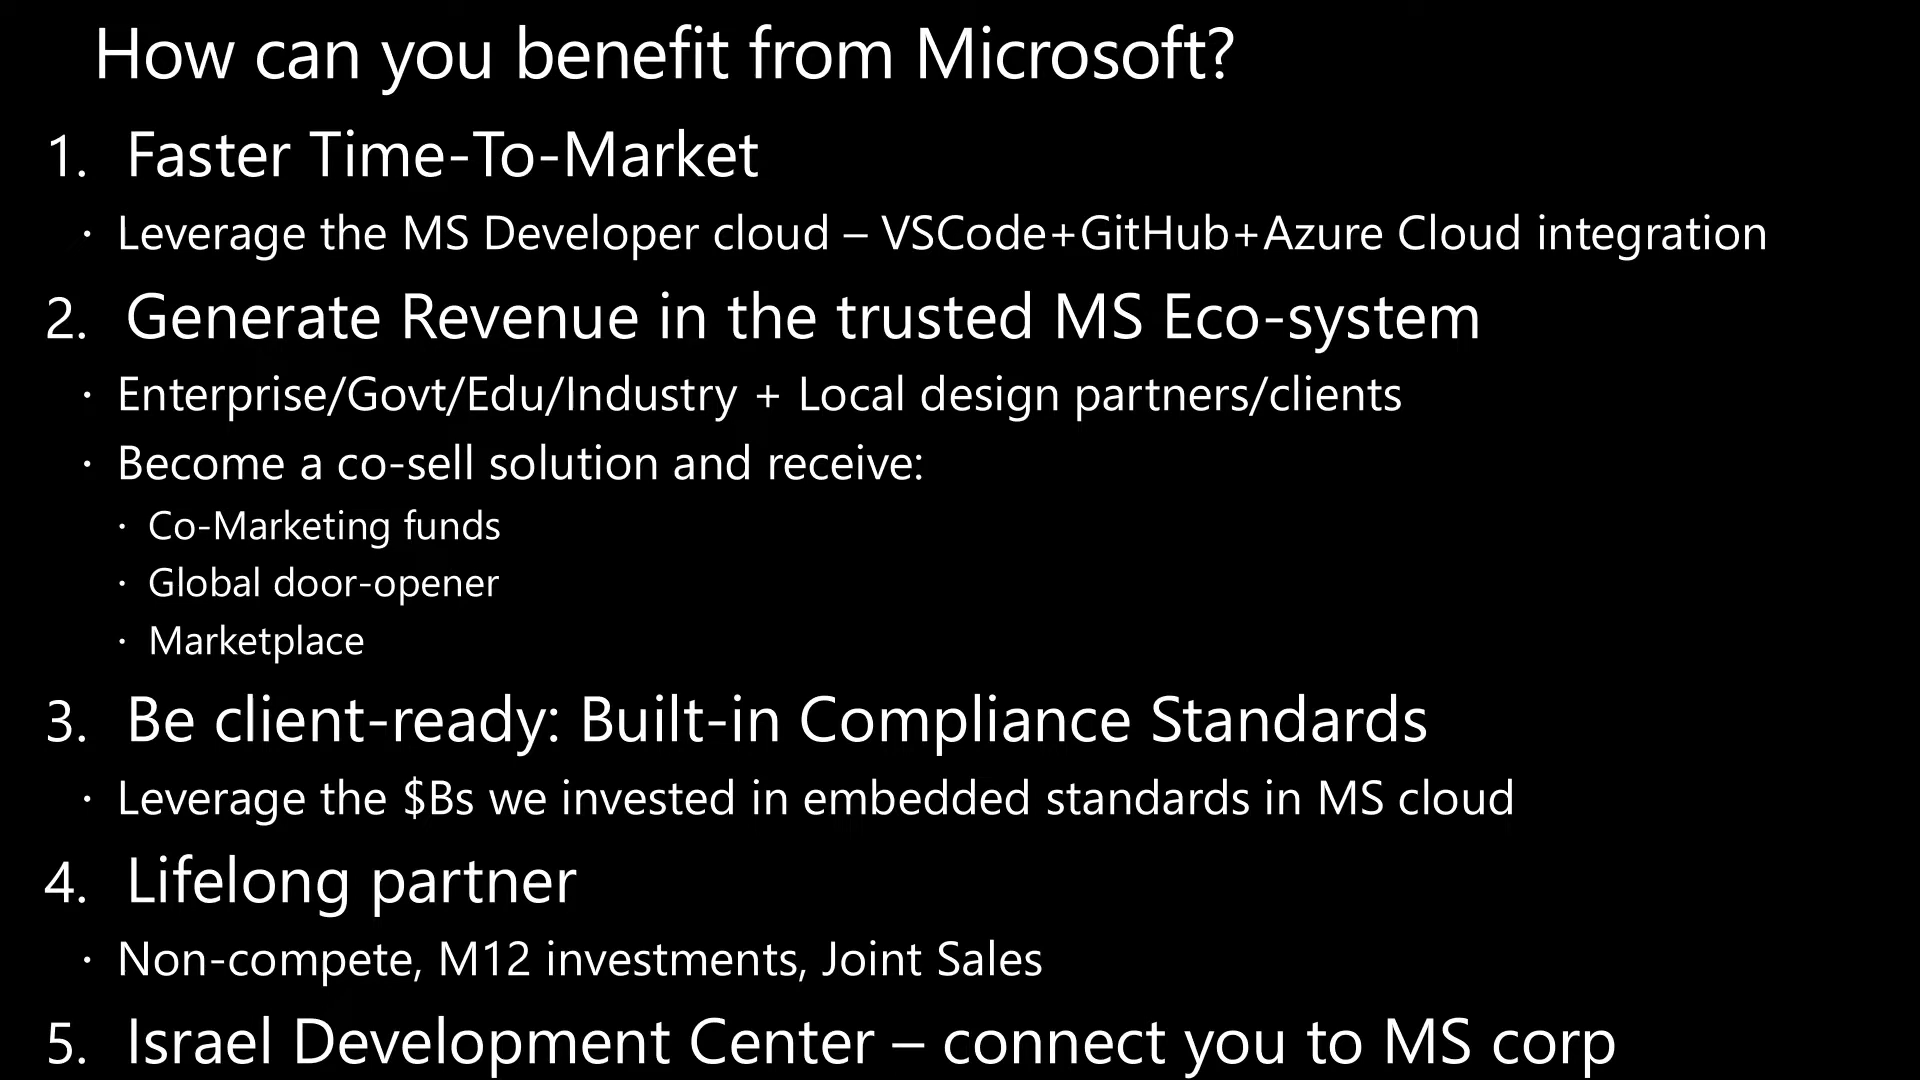 How can you benefit from Microsoft?
1. Faster Time-To-Market
· Leverage the MS Developer cloud – VSCode+GitHub+Azure Cloud integration
2. Generate Revenue in the trusted MS Eco-system
· Enterprise/Govt/Edu/Industry + Local design partners/clients
· Become a co-sell solution and receive:
· Co-Marketing funds
· Global door-opener
· Marketplace
3. Be client-ready: Built-in Compliance Standards
· Leverage the $Bs we invested in embedded standards in MS cloud
4. Lifelong partner
· Non-compete, M12 investments, Joint Sales
5. Israel Development Center – connect you to MS corp